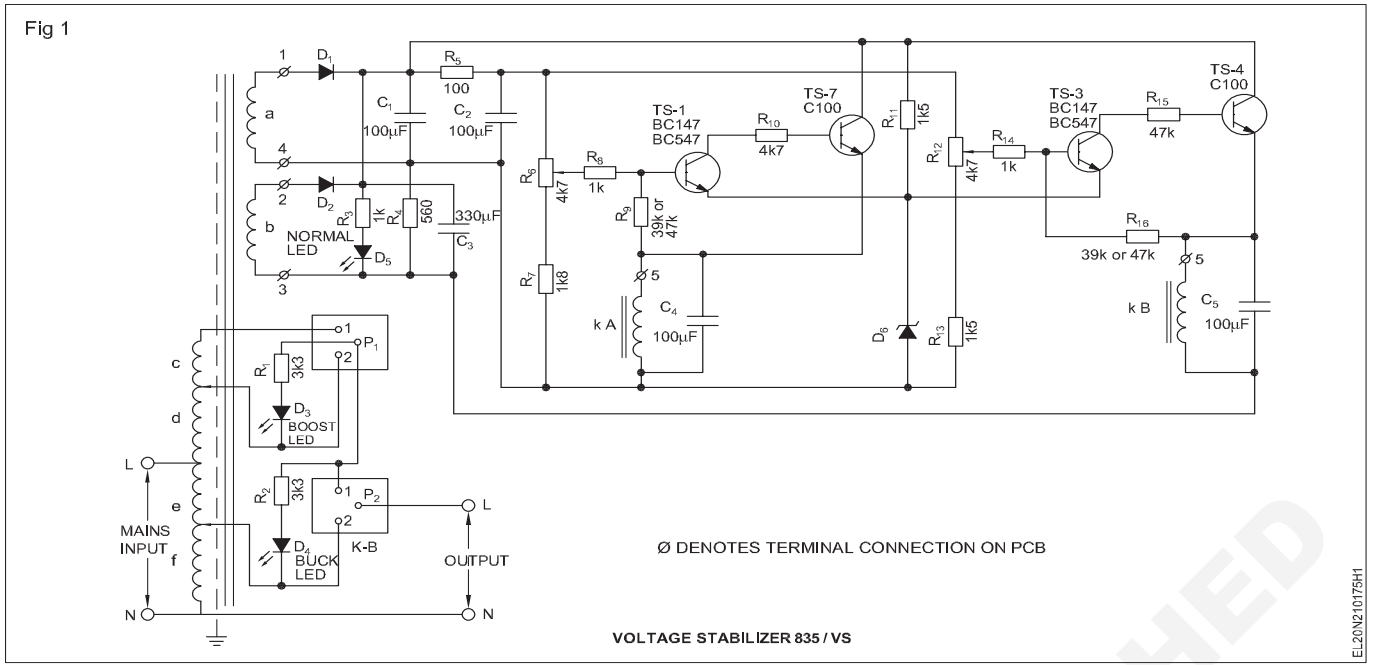 Fig 1
1
D1
R5
100
a
C1
100µF
C2
100µF
4
2
D2
b
R3
1k
R4
560
330µF
C3
NORMAL
LED
D5
3
TS-1
BC147
BC547
R10
4k7
TS-7
C100
R11
1k5
R12
4k7
R14
1k
TS-3
BC147
BC547
R15
47k
TS-4
C100
R6
4k7
R8
1k
R9
39k or
47k
R7
1k8
5
k A
C4
100µF
D6
R13
1k5
R16
39k or 47k
5
k B
C5
100µF
c
d
e
f
R1
3k3
1
P1
2
D3
BOOST
LED
R2
3k3
1
P2
2
K-B
D4
BUCK
LED
L
MAINS
INPUT
N
L
OUTPUT
N
Ø DENOTES TERMINAL CONNECTION ON PCB
VOLTAGE STABILIZER 835 / VS
EL20N210175H1
HED